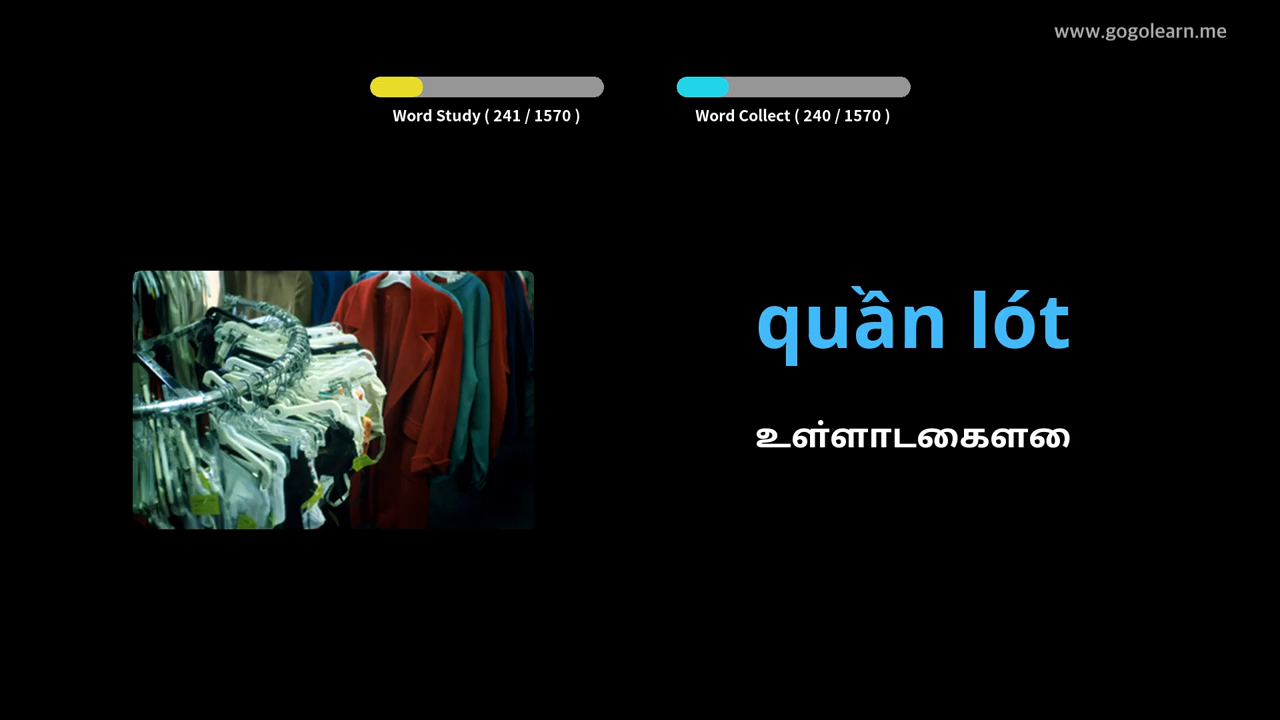 www.gogolearn.me
Word Study ( 241 / 1570 )
Word Collect ( 240 / 1570 )
quần lót
உள்ளாடைகளை